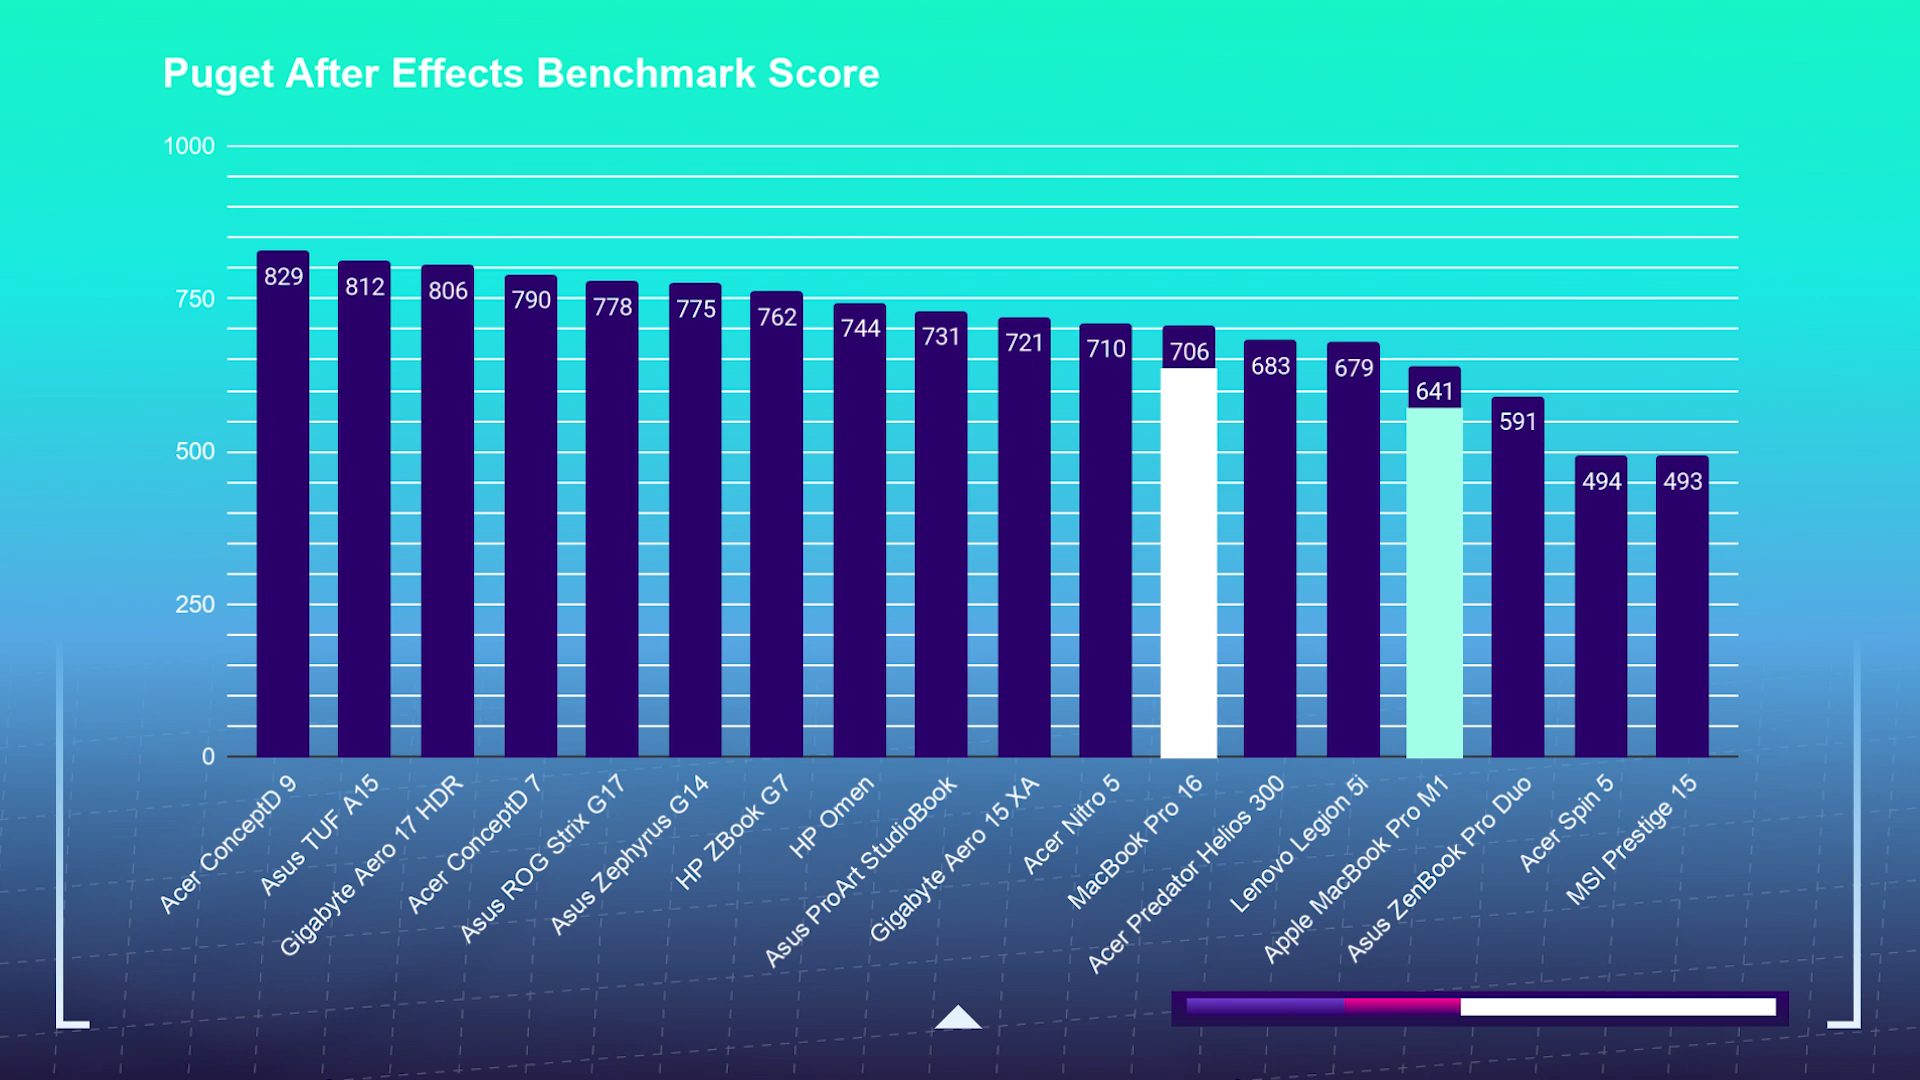 Puget After Effects Benchmark Score
1000
750
500
250
0
829
812
806
790
778
775
762
744
731
721
710
706
683
679
641
591
494
493
Acer ConceptD 9
Asus TUF A15
Gigabyte Aero 17 HDR
Acer ConceptD 7
Asus ROG Strix G17
Asus Zephyrus G14
HP ZBook G7
HP Omen
Asus ProArt StudioBook
Gigabyte Aero 15 XA
Acer Nitro 5
MacBook Pro 16
Acer Predator Helios 300
Lenovo Legion 5i
Apple MacBook Pro M1
Asus ZenBook Pro Duo
Acer Spin 5
MSI Prestige 15